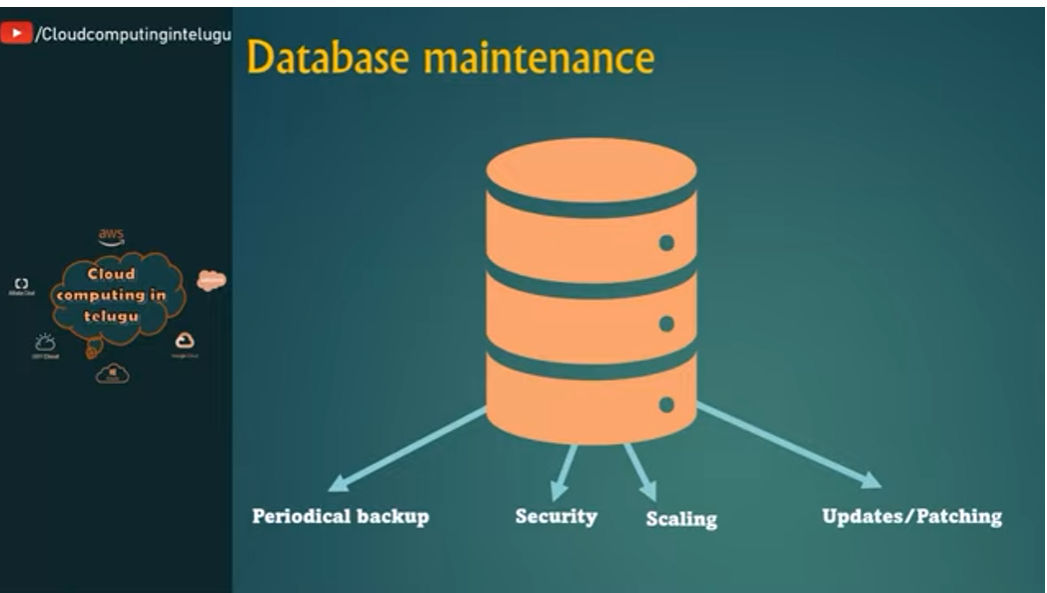 /Cloudcomputingintelugu
Database maintenance
aws
Cloud
computing in
telugu
Periodical backup
Security
Scaling
Updates/Patching